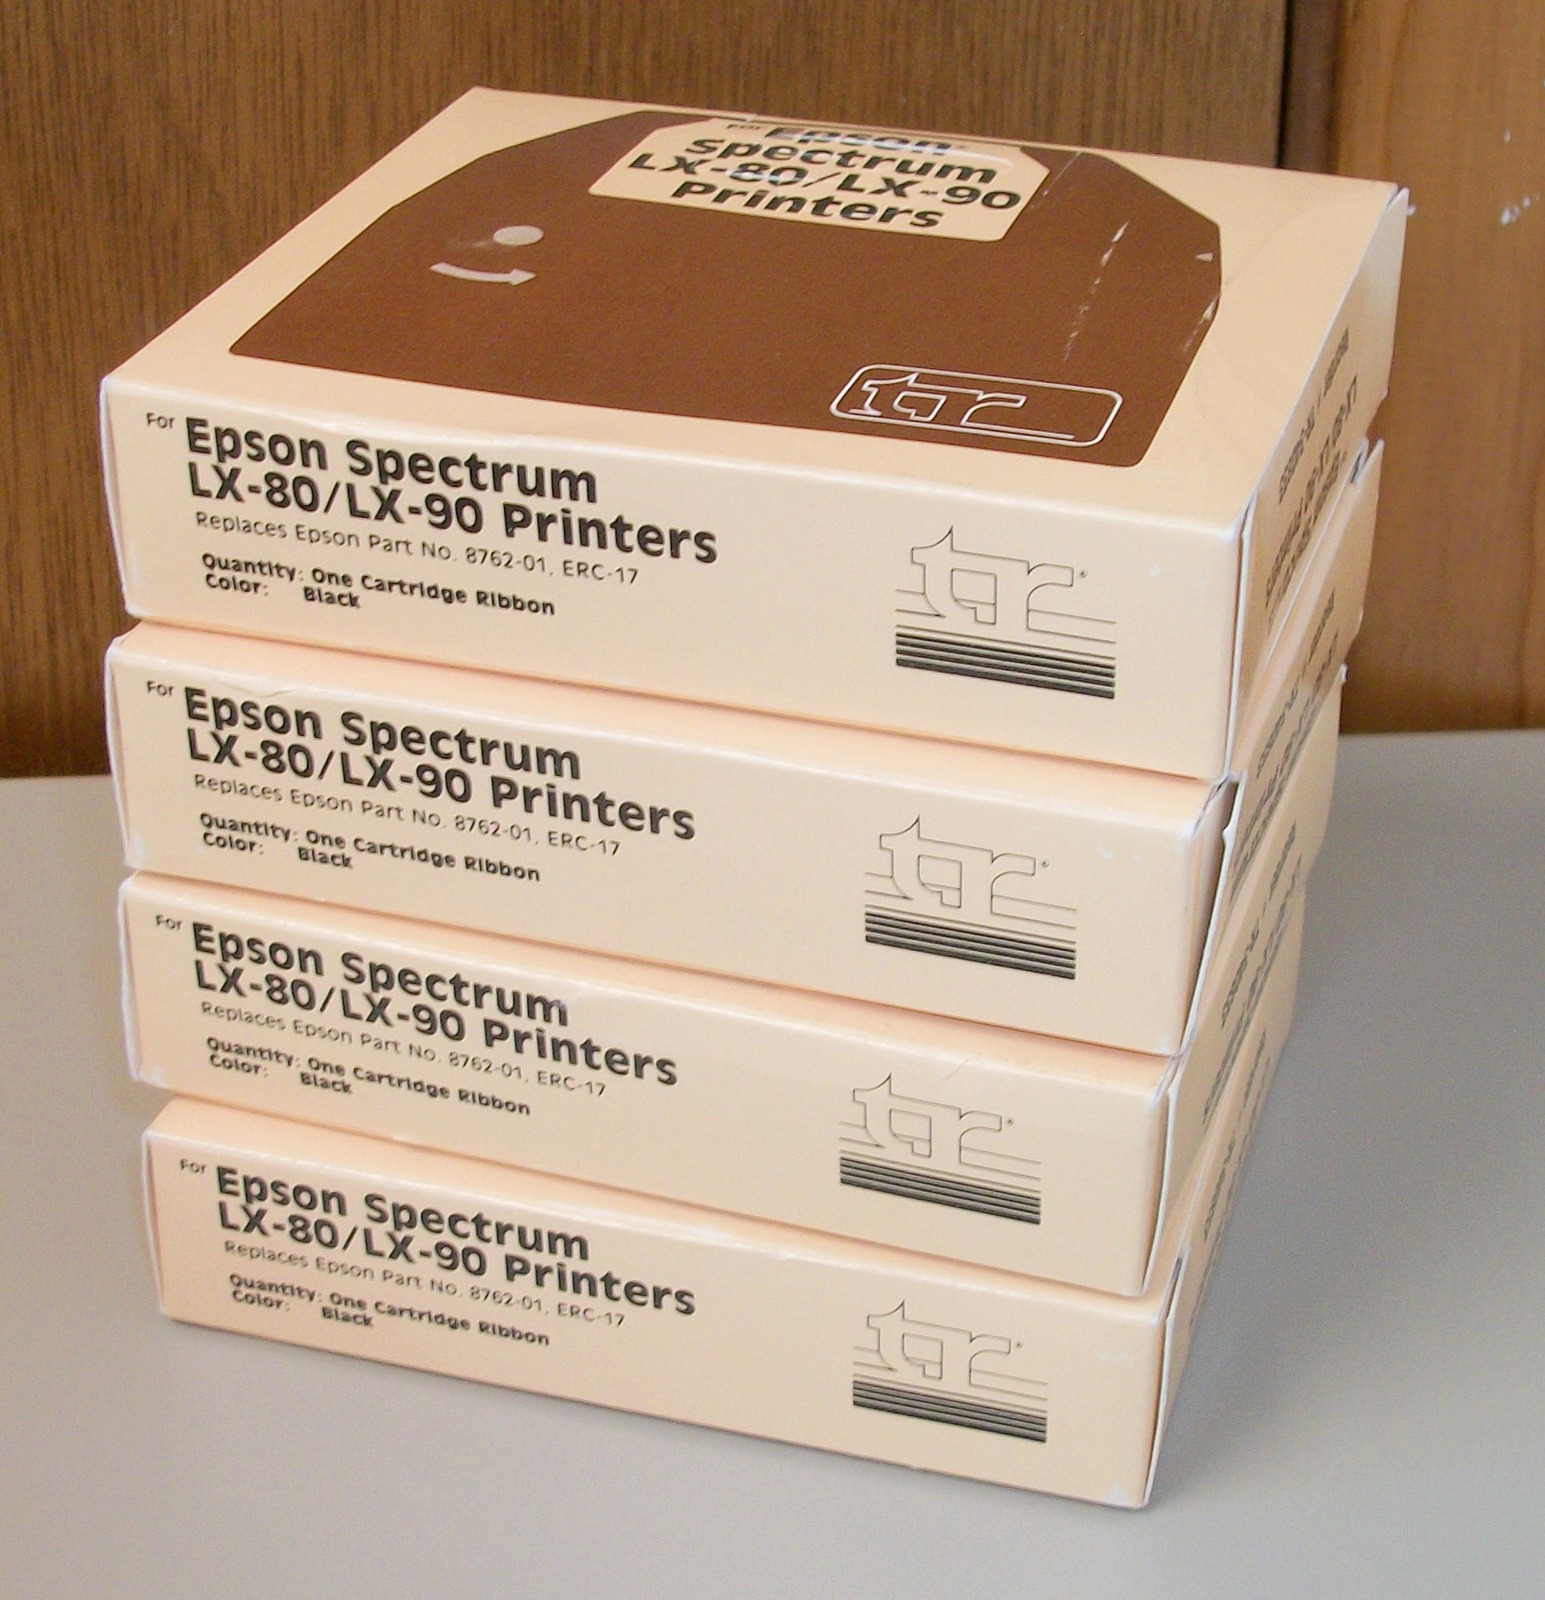 For Epson
Spectrum
LX-80/LX-90
Printers
trc
For Epson Spectrum
LX-80/LX-90 Printers
Replaces Epson Part No. 8762-01, ERC-17
Quantity: One Cartridge Ribbon
Color: Black
trc®
For Epson Spectrum
LX-80/LX-90 Printers
Replaces Epson Part No. 8762-01, ERC-17
Quantity: One Cartridge Ribbon
Color: Black
trc®
For Epson Spectrum
LX-80/LX-90 Printers
Replaces Epson Part No. 8762-01, ERC-17
Quantity: One Cartridge Ribbon
Color: Black
trc®
For Epson Spectrum
LX-80/LX-90 Printers
Replaces Epson Part No. 8762-01, ERC-17
Quantity: One Cartridge Ribbon
Color: Black
trc®